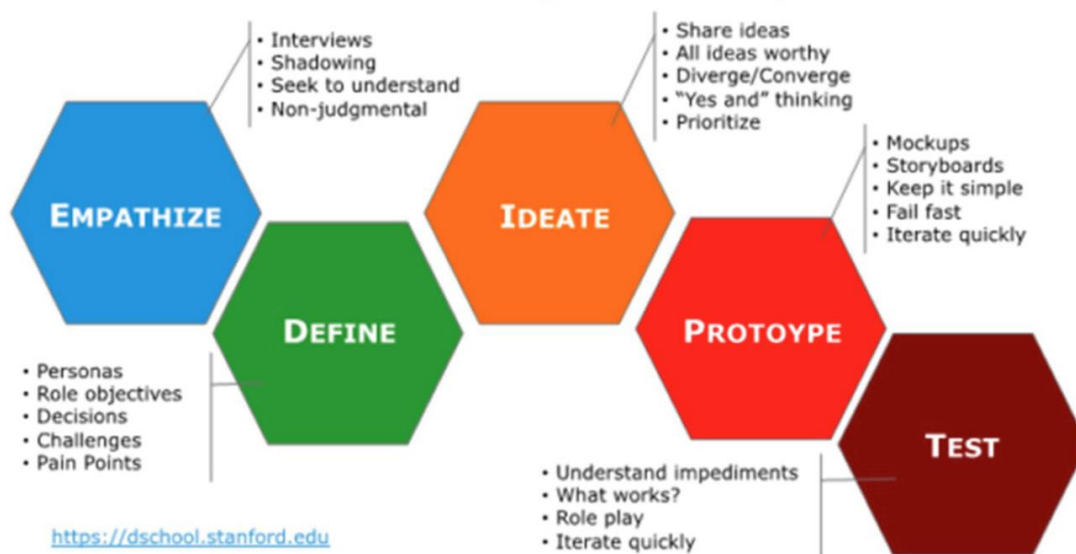 • Interviews
• Shadowing
• Seek to understand
• Non-judgmental
EMPATHIZE
• Personas
• Role objectives
• Decisions
• Challenges
• Pain Points
DEFINE
• Share ideas
• All ideas worthy
• Diverge/Converge
• “Yes and” thinking
• Prioritize
IDEATE
• Mockups
• Storyboards
• Keep it simple
• Fail fast
• Iterate quickly
PROTOYPE
• Understand impediments
• What works?
• Role play
• Iterate quickly
TEST
https://dschool.stanford.edu